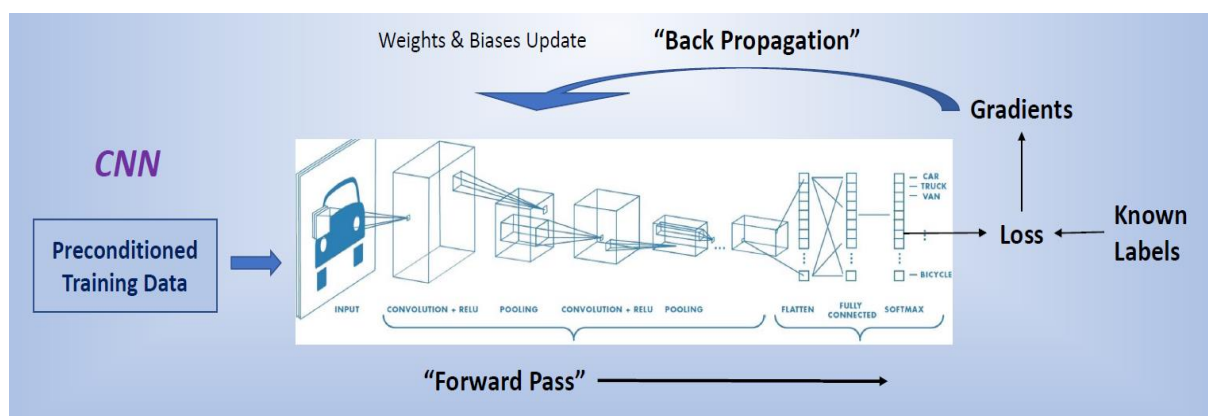 Weights & Biases Update
“Back Propagation”
Gradients
CNN
Preconditioned
Training Data
CAR
TRUCK
VAN
Loss
Known
Labels
BICYCLE
INPUT
CONVOLUTION + RELU
POOLING
CONVOLUTION + RELU
POOLING
FLATTEN
FULLY
CONNECTED
SOFTMAX
“Forward Pass”